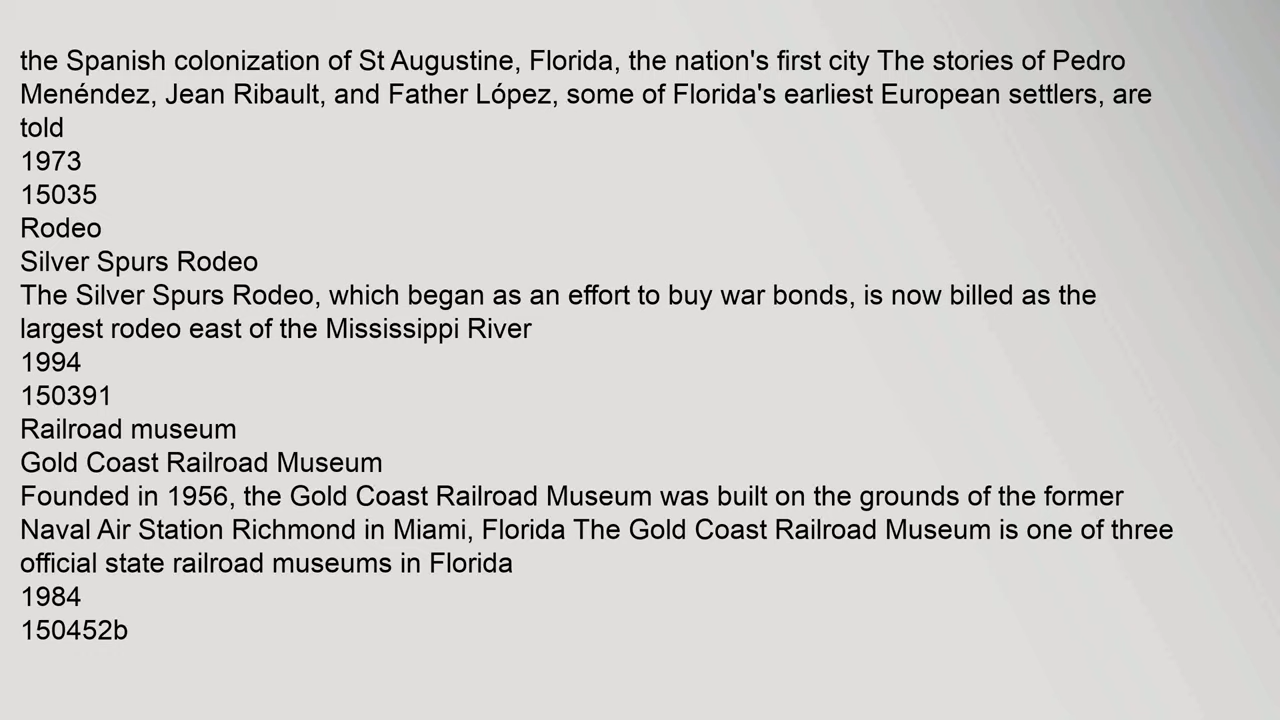 the Spanish colonization of St Augustine, Florida, the nation's first city The stories of Pedro
Menéndez, Jean Ribault, and Father López, some of Florida's earliest European settlers, are
told
1973
15035
Rodeo
Silver Spurs Rodeo
The Silver Spurs Rodeo, which began as an effort to buy war bonds, is now billed as the
largest rodeo east of the Mississippi River
1994
150391
Railroad museum
Gold Coast Railroad Museum
Founded in 1956, the Gold Coast Railroad Museum was built on the grounds of the former
Naval Air Station Richmond in Miami, Florida The Gold Coast Railroad Museum is one of three
official state railroad museums in Florida
1984
150452b